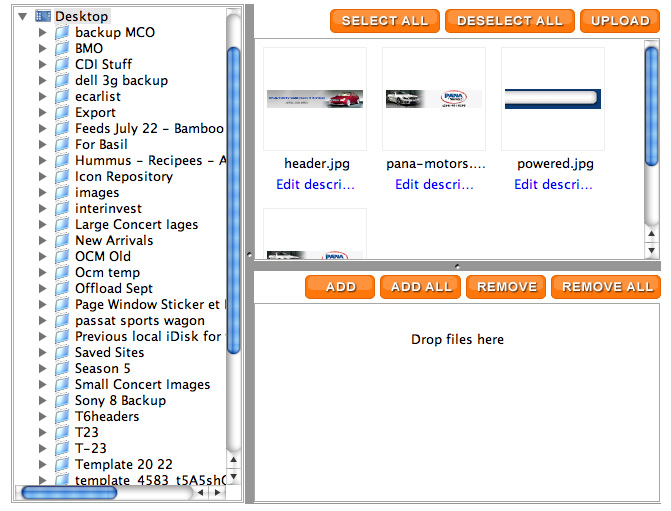 Desktop
backup MCO
BMO
CDI Stuff
dell 3g backup
ecarlist
Export
Feeds July 22 - Bamboo
For Basil
Hummus - Recipees - A
Icon Repository
images
interinvest
Large Concert Iages
New Arrivals
OCM Old
Ocm temp
Offload Sept
Page Window Sticker et
passat sports wagon
Previous local iDisk for
Saved Sites
Season 5
Small Concert Images
Sony 8 Backup
T6headers
T23
T-23
Template 20 22
template_4583_t5A5sh
SELECT ALL DESELECT ALL UPLOAD
PANA
PANA
header.jpg pana-motors.... powered.jpg
Edit descri... Edit descri... Edit descri...
PANA
ADD ADD ALL REMOVE REMOVE ALL
Drop files here